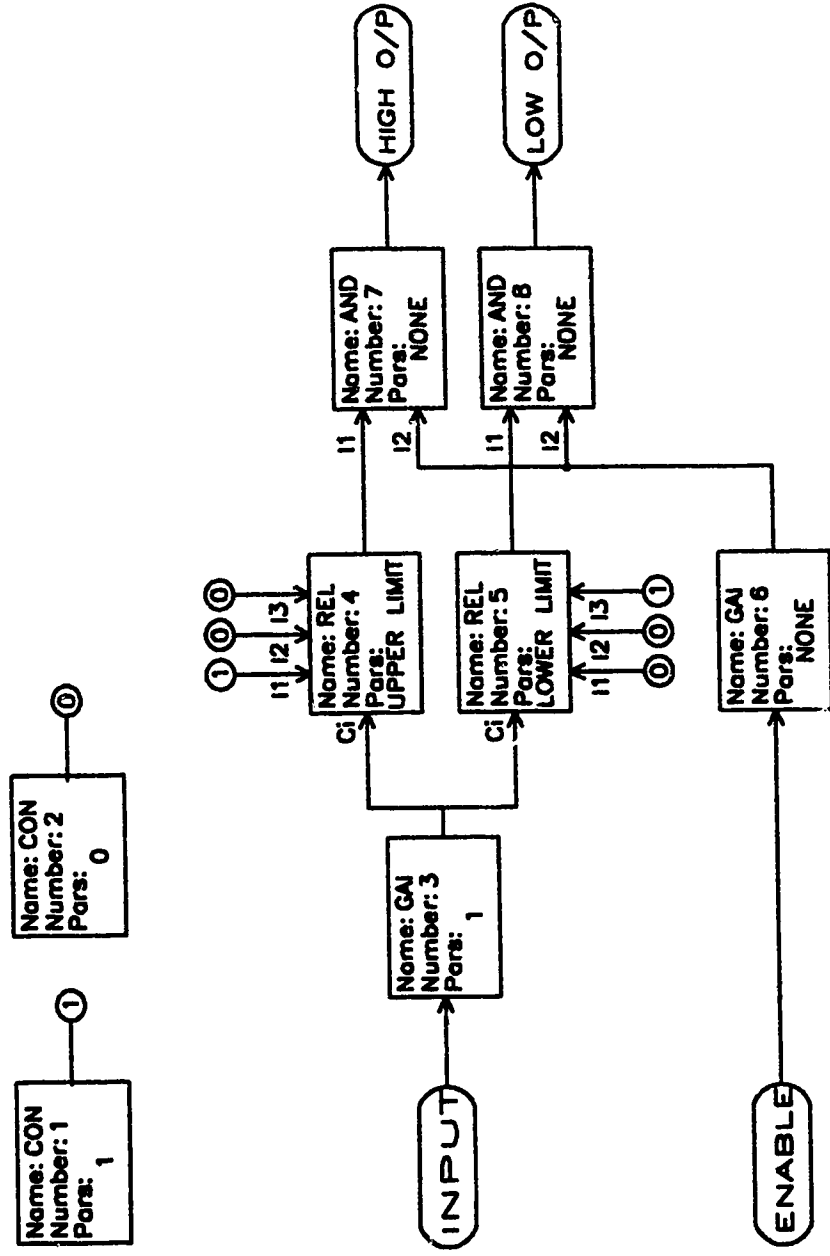 Name: CON
Number: 1
Pars:
1
1
Name: CON
Number: 2
Pars:
0
0
INPUT
Name: GAI
Number: 3
Pars:
1
Ci
1
0
0
I1
I2
I3
Name: REL
Number: 4
Pars:
UPPER LIMIT
Ci
Name: REL
Number: 5
Pars:
LOWER LIMIT
I1
I2
I3
0
0
1
ENABLE
Name: GAI
Number: 6
Pars:
NONE
I1
I2
Name: AND
Number: 7
Pars:
NONE
HIGH O/P
I1
I2
Name: AND
Number: 8
Pars:
NONE
LOW O/P